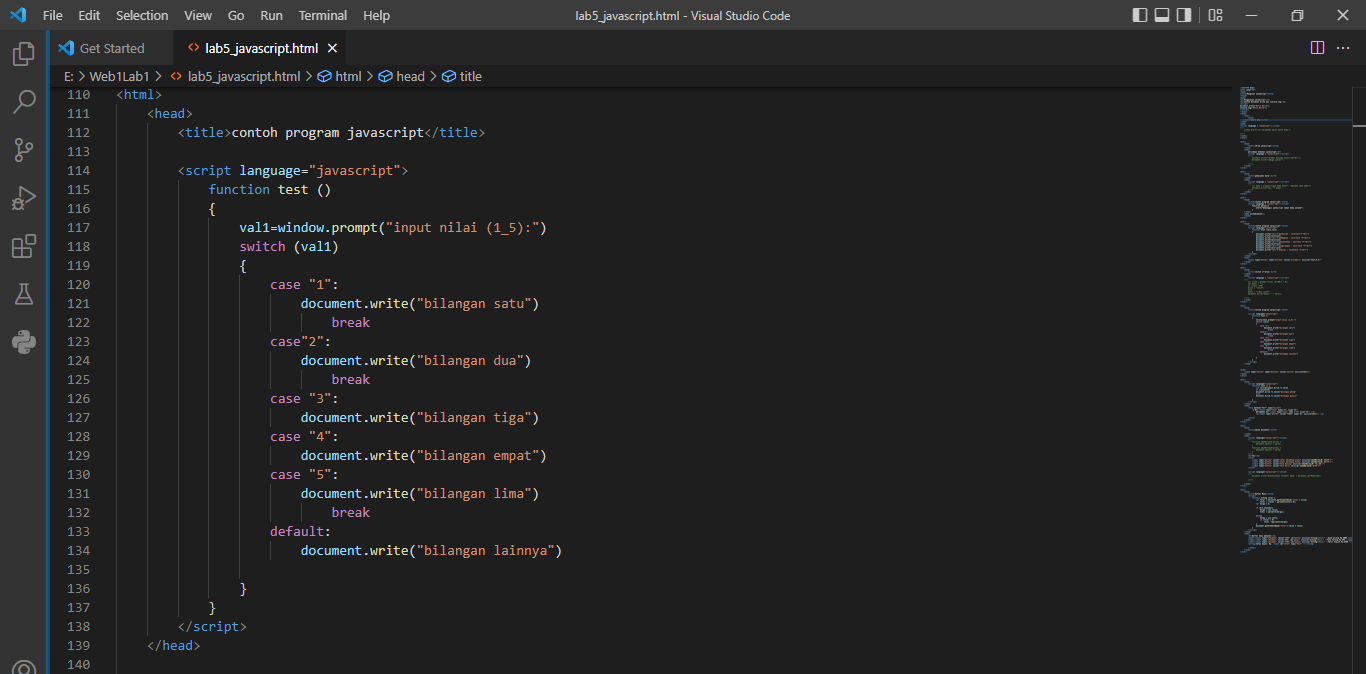 File Edit Selection View Go Run Terminal Help lab5_javascript.html - Visual Studio Code
Get Started lab5_javascript.html
E: > Web1Lab1 > lab5_javascript.html > html > head > title
110 <html>
111 <head>
112 <title>contoh program javascript</title>
113
114 <script language="javascript">
115 function test ()
116 {
117 val1=window.prompt("input nilai (1_5):")
118 switch (val1)
119 {
120 case "1":
121 document.write("bilangan satu")
122 break
123 case"2":
124 document.write("bilangan dua")
125 break
126 case "3":
127 document.write("bilangan tiga")
128 case "4":
129 document.write("bilangan empat")
130 case "5":
131 document.write("bilangan lima")
132 break
133 default:
134 document.write("bilangan lainnya")
135
136 }
137 }
138 </script>
139 </head>
140